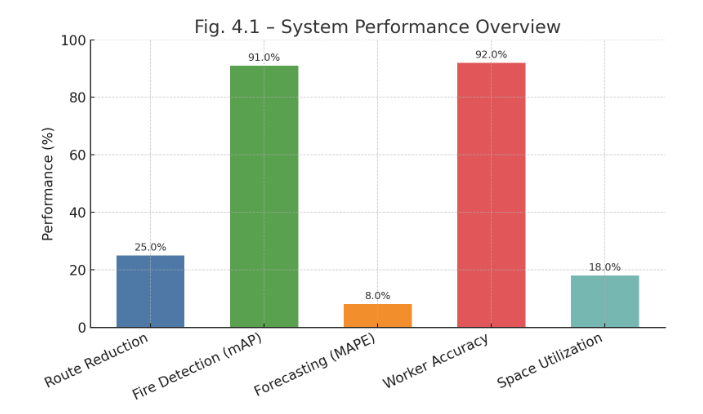 Fig. 4.1 – System Performance Overview
Performance (%)
100
80
60
40
20
0
25.0%
91.0%
8.0%
92.0%
18.0%
Route Reduction
Fire Detection (mAP)
Forecasting (MAPE)
Worker Accuracy
Space Utilization